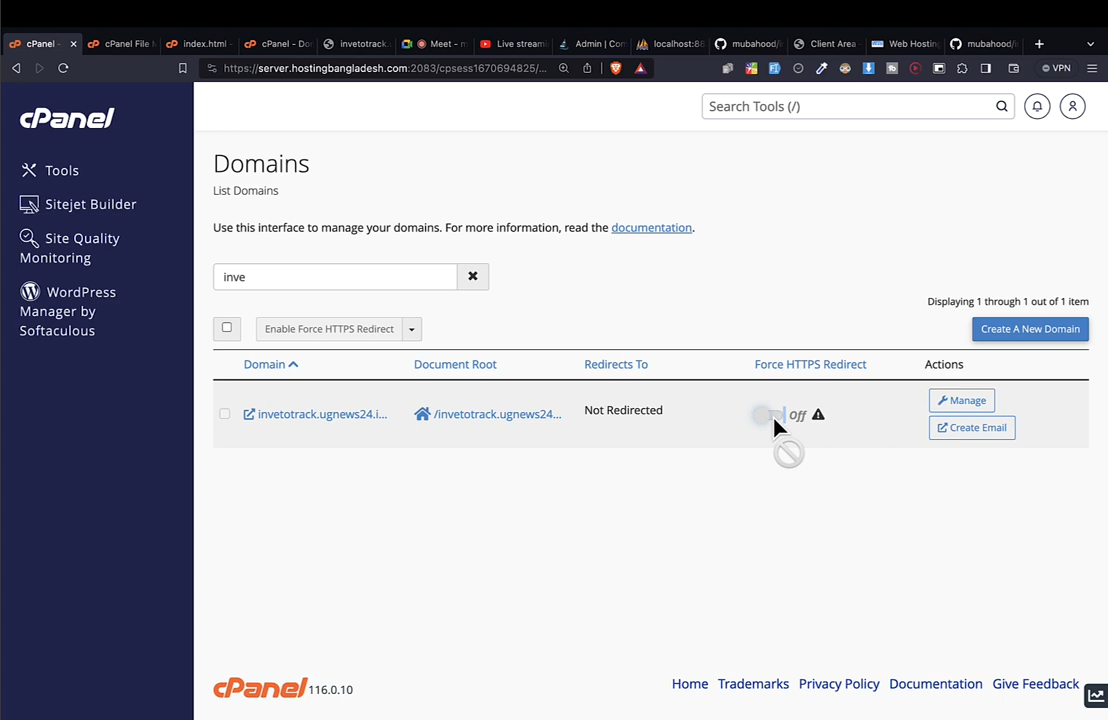 cPanel -
cPanel File M
index.html -
cPanel - Do
invetotrack.
Meet - n
Live stream
Admin | Con
localhost:88
mubahood/i
Client Area -
Web Hosting
mubahood/i
https://server.hostingbangladesh.com:2083/cpsess1670694825/...
VPN
cPanel
Tools
Sitejet Builder
Site Quality
Monitoring
WordPress
Manager by
Softaculous
Search Tools (/)
Domains
List Domains
Use this interface to manage your domains. For more information, read the documentation.
inve
Displaying 1 through 1 out of 1 item
Enable Force HTTPS Redirect
Create A New Domain
Domain
Document Root
Redirects To
Force HTTPS Redirect
Actions
invetotrack.ugnews24.i...
/invetotrack.ugnews24...
Not Redirected
Off
Manage
Create Email
cPanel 116.0.10
Home
Trademarks
Privacy Policy
Documentation
Give Feedback